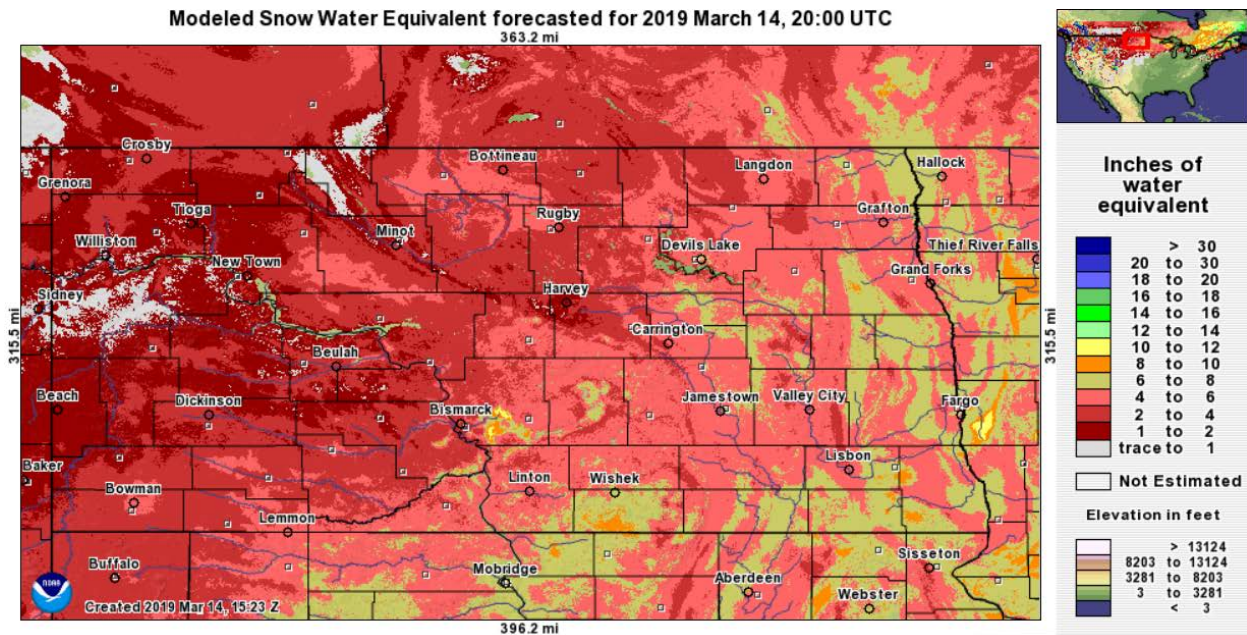 Modeled Snow Water Equivalent forecasted for 2019 March 14, 20:00 UTC
363.2 mi
315.5 mi
Crosby
Bottineau
Langdon
Hallock
Grenora
Tioga
Rugby
Grafton
Williston
Minot
Devils Lake
Thief River Falls
New Town
Grand Forks
Sidney
Harvey
Carrington
Beulah
Beach
Dickinson
Bismarck
Jamestown
Valley City
Fargo
Baker
Lisbon
Bowman
Linton
Wishek
Lemmon
Buffalo
Mobridge
Aberdeen
Sisseton
Webster
NOAA
Created 2019 Mar 14, 15:23 Z
396.2 mi
315.5 mi
Inches of
water
equivalent
> 30
20 to 30
18 to 20
16 to 18
14 to 16
12 to 14
10 to 12
8 to 10
6 to 8
4 to 6
2 to 4
1 to 2
trace to 1
Not Estimated
Elevation in feet
> 13124
8203 to 13124
3281 to 8203
3 to 3281
< 3